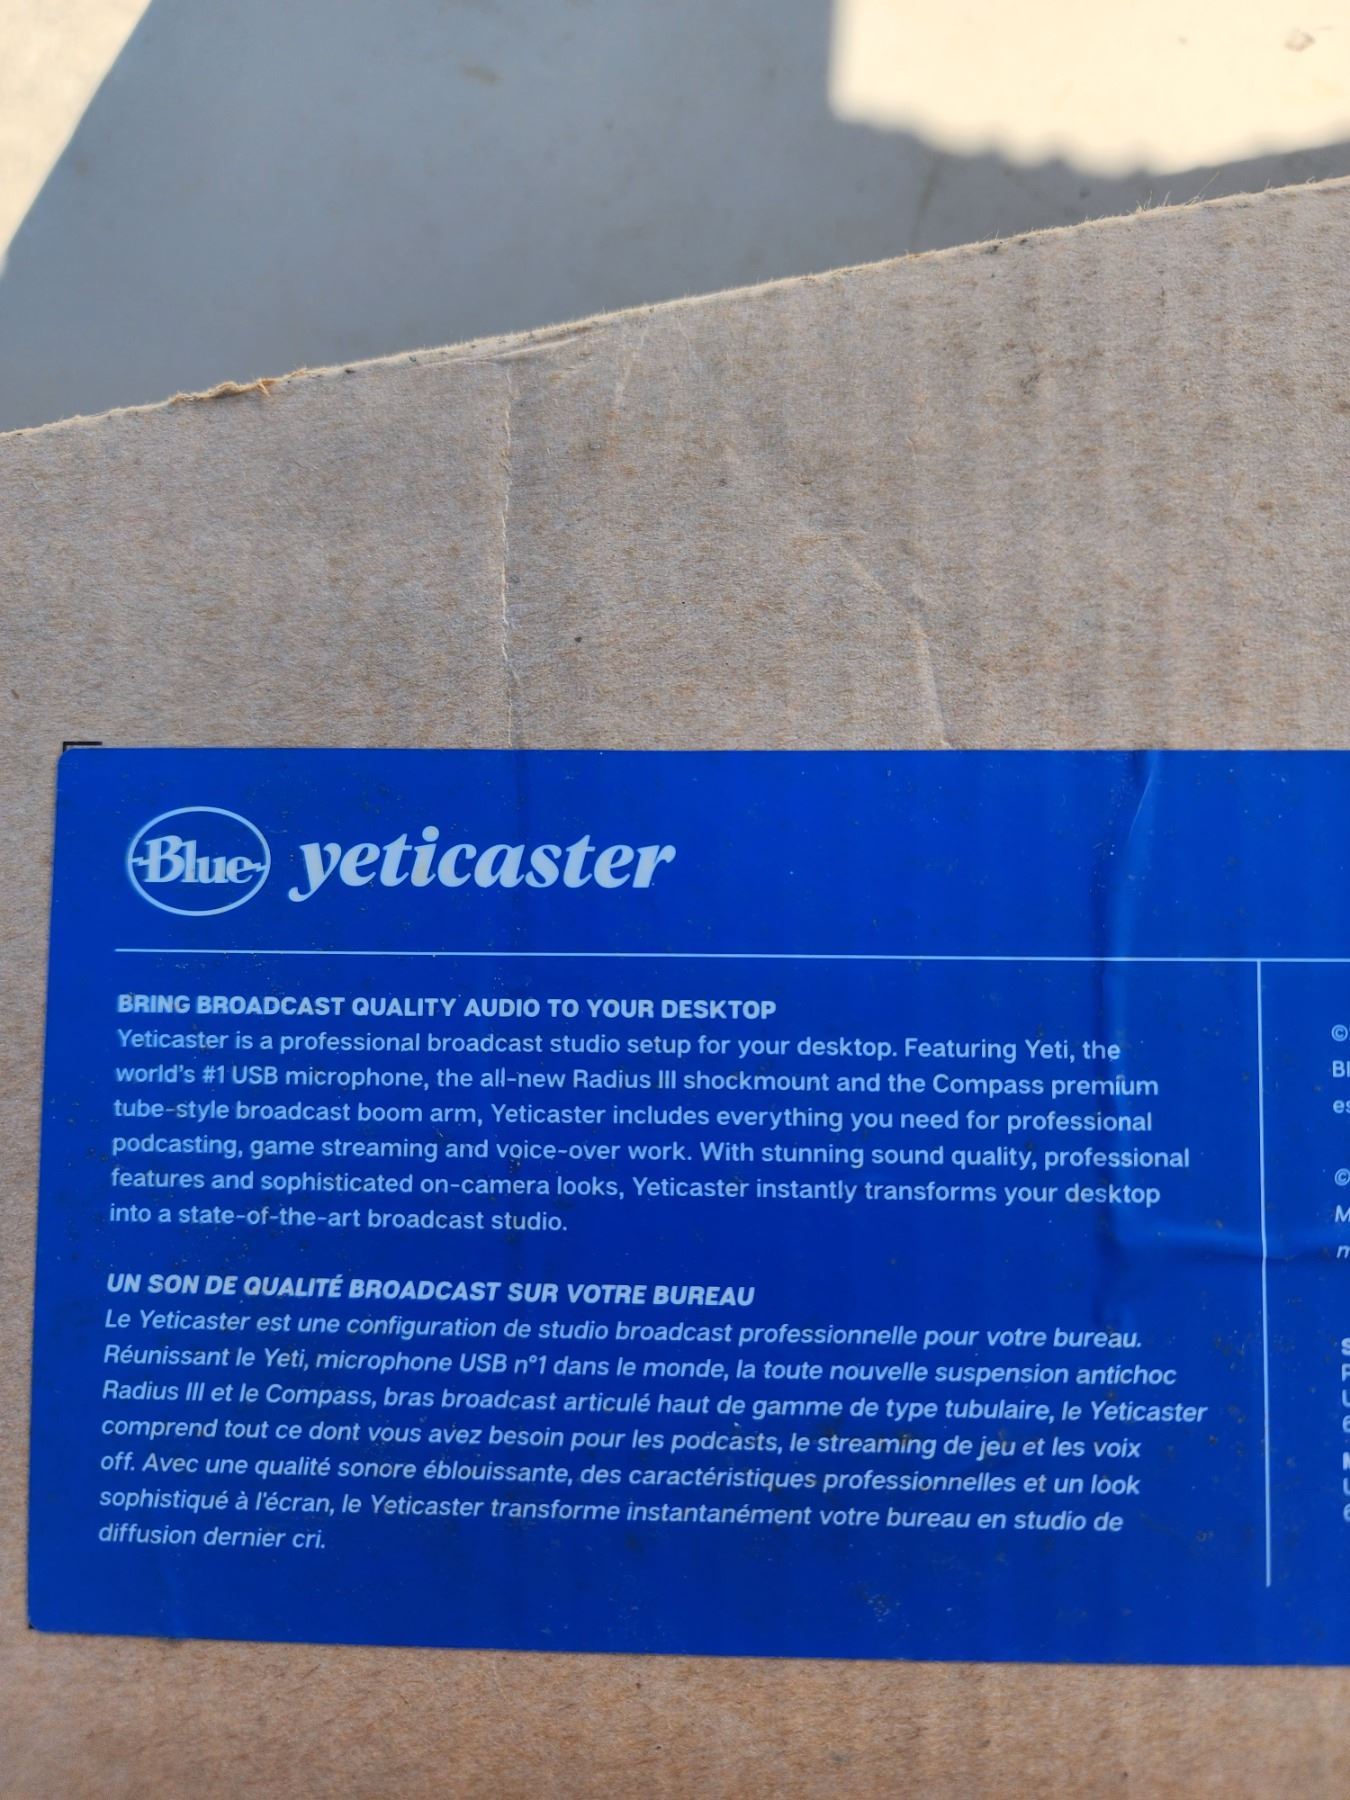 Blue yeticaster
BRING BROADCAST QUALITY AUDIO TO YOUR DESKTOP
Yeticaster is a professional broadcast studio setup for your desktop. Featuring Yeti, the
world's #1 USB microphone, the all-new Radius III shockmount and the Compass premium
tube-style broadcast boom arm, Yeticaster includes everything you need for professional
podcasting, game streaming and voice-over work. With stunning sound quality, professional
features and sophisticated on-camera looks, Yeticaster instantly transforms your desktop
into a state-of-the-art broadcast studio.
UN SON DE QUALITÉ BROADCAST SUR VOTRE BUREAU
Le Yeticaster est une configuration de studio broadcast professionnelle pour votre bureau.
Réunissant le Yeti, microphone USB n°1 dans le monde, la toute nouvelle suspension antichoc
Radius III et le Compass, bras broadcast articulé haut de gamme de type tubulaire, le Yeticaster
comprend tout ce dont vous avez besoin pour les podcasts, le streaming de jeu et les voix
off. Avec une qualité sonore éblouissante, des caractéristiques professionnelles et un look
sophistiqué à l'écran, le Yeticaster transforme instantanément votre bureau en studio de
diffusion dernier cri.